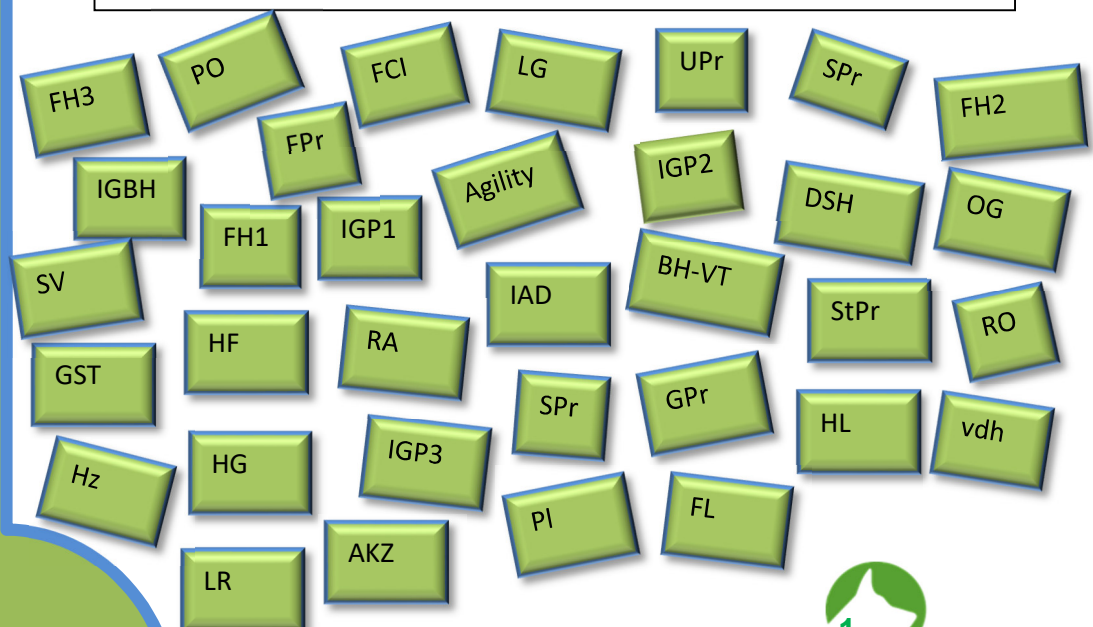 FH3
PO
FCI
LG
UPr
SPr
FH2
FPr
IGBH
Agility
IGP2
DSH
OG
FH1
IGP1
SV
IAD
BH-VT
StPr
RO
HF
RA
GST
SPr
GPr
HL
vdh
Hz
HG
IGP3
Pl
FL
LR
AKZ
1